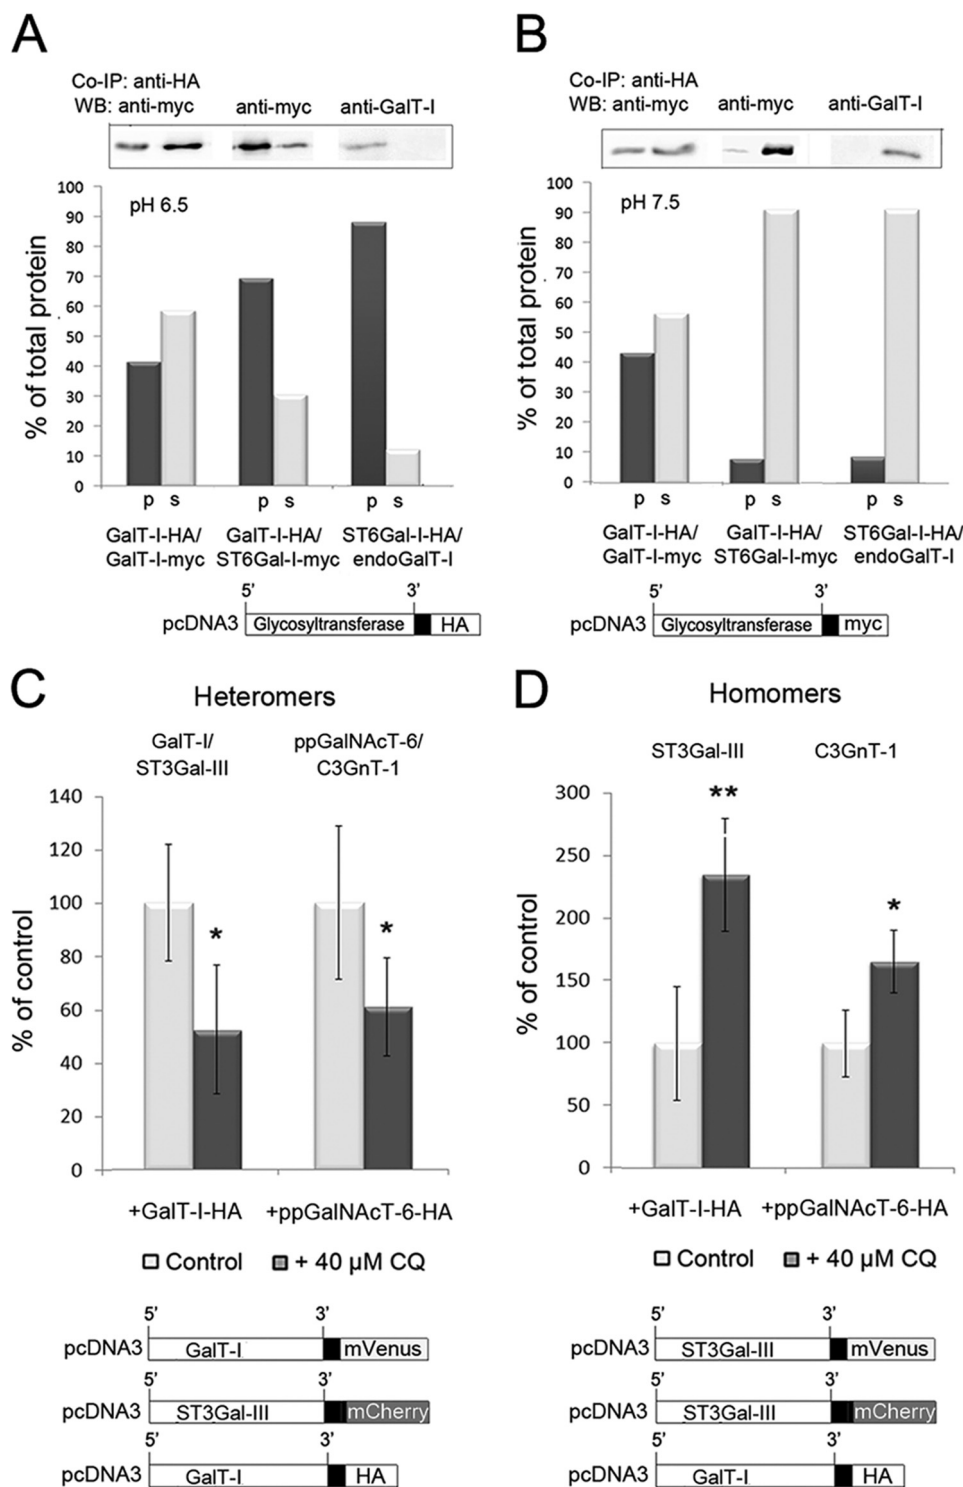 A
Co-IP: anti-HA
WB: anti-myc anti-myc anti-GalT-I
100
90
80
70
60
50
40
30
20
10
0
% of total protein
pH 6.5
p s p s p s
GalT-I-HA/ GalT-I-HA/ ST6Gal-I-HA/
GalT-I-myc ST6Gal-I-myc endoGalT-I
5’ 3’
pcDNA3 Glycosyltransferase HA
B
Co-IP: anti-HA
WB: anti-myc anti-myc anti-GalT-I
100
90
80
70
60
50
40
30
20
10
0
% of total protein
pH 7.5
p s p s p s
GalT-I-HA/ GalT-I-HA/ ST6Gal-I-HA/
GalT-I-myc ST6Gal-I-myc endoGalT-I
5’ 3’
pcDNA3 Glycosyltransferase myc
C
Heteromers
GalT-I/ ppGalNAcT-6/
ST3Gal-III C3GnT-1
140
120
100
80
60
40
20
0
% of control
* *
+GalT-I-HA +ppGalNAcT-6-HA
Control + 40 µM CQ
5’ 3’
pcDNA3 GalT-I mVenus
5’ 3’
pcDNA3 ST3Gal-III mCherry
5’ 3’
pcDNA3 GalT-I HA
D
Homomers
ST3Gal-III C3GnT-1
300
250
200
150
100
50
0
% of control
** *
+GalT-I-HA +ppGalNAcT-6-HA
Control + 40 µM CQ
5’ 3’
pcDNA3 ST3Gal-III mVenus
5’ 3’
pcDNA3 ST3Gal-III mCherry
5’ 3’
pcDNA3 GalT-I HA